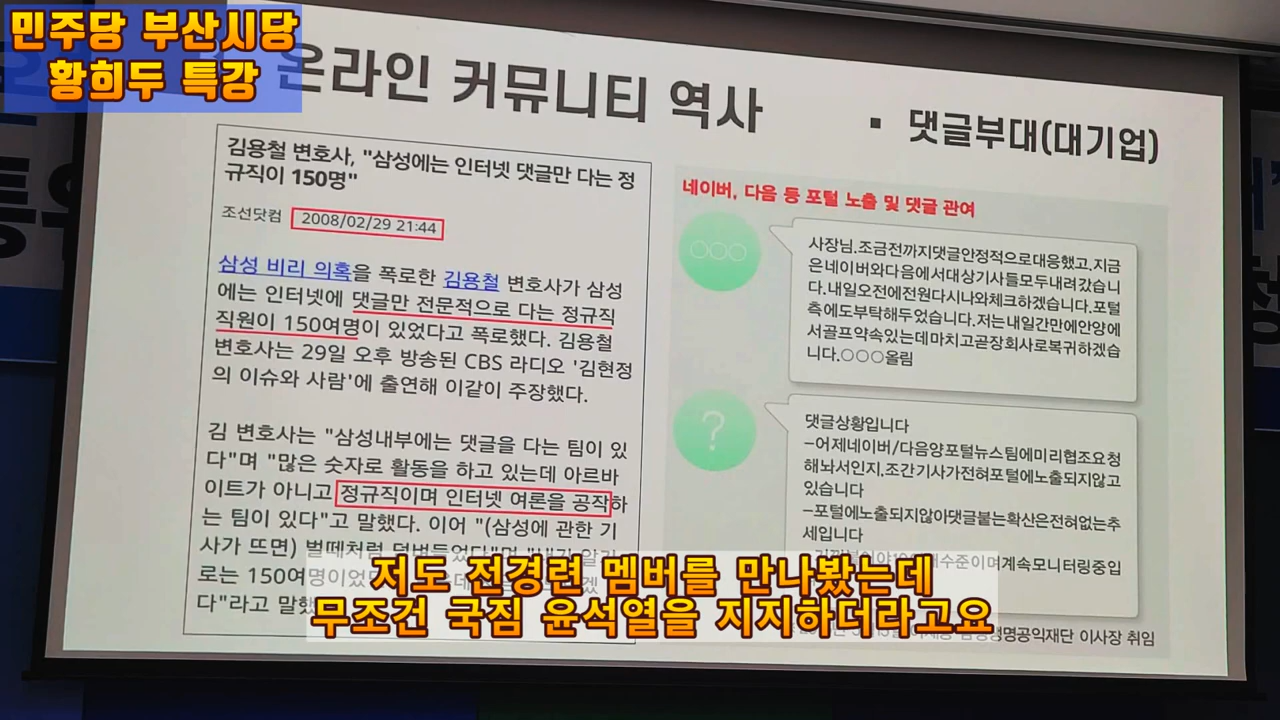 민주당 부산시당
황희두 특강
온라인 커뮤니티 역사
▪ 댓글부대(대기업)
김용철 변호사, "삼성에는 인터넷 댓글만 다는 정
규직이 150명"
조선닷컴 2008/02/29 21:44
삼성 비리 의혹을 폭로한 김용철 변호사가 삼성
에는 인터넷에 댓글만 전문적으로 다는 정규직
직원이 150여명이 있었다고 폭로했다. 김용철
변호사는 29일 오후 방송된 CBS 라디오 '김현정
의 이슈와 사람'에 출연해 이같이 주장했다.
김 변호사는 "삼성내부에는 댓글을 다는 팀이 있
다"며 "많은 숫자로 활동을 하고 있는데 아르바
이트가 아니고 정규직이며 인터넷 여론을 공작하
는 팀이 있다"고 말했다. 이어 "(삼성에 관한 기
사가 뜨면) 벌떼처럼
로는 150여명이었
다"라고 말했
네이버, 다음 등 포털 노출 및 댓글 관여
○○○
사장님.조금전까지댓글안정적으로대응했고.지금
은네이버와다음에서대상기사들모두내려갔습니
다.내일오전에전원다시나와체크하겠습니다.포털
측에도부탁해두었습니다.저는내일간만에안양에
서골프약속있는데마치고곧장회사로복귀하겠습
니다.○○○올림
?
댓글상황입니다
–어제네이버/다음양포털뉴스팀에미리협조요청
해놔서인지,조간기사가전혀포털에노출되지않고
있습니다
–포털에노출되지않아댓글붙는확산은전혀없는추
세입니다
수준이며계속모니터링중입
공익재단 이사장 취임
저도 전경련 멤버를 만나봤는데
무조건 국짐 윤석열을 지지하더라고요